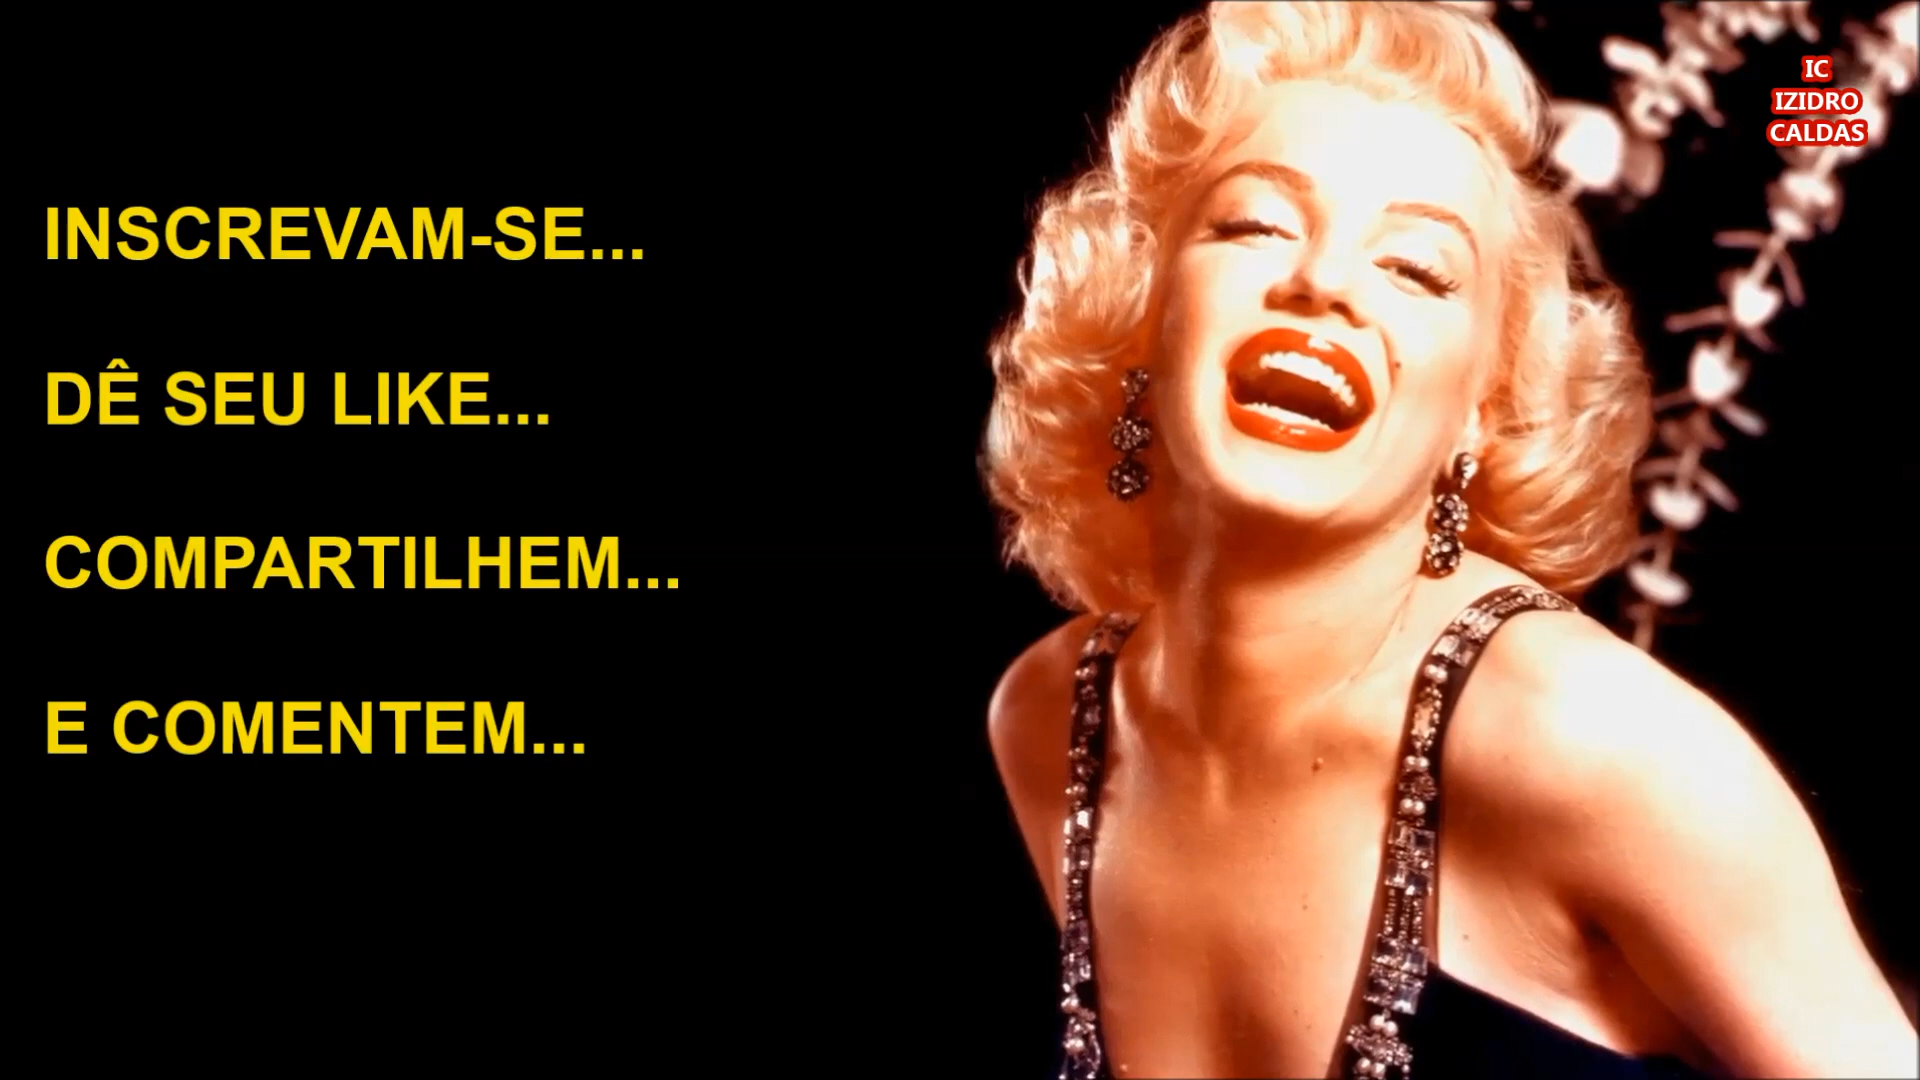 IC
IZIDRO
CALDAS
INSCREVAM-SE...
DÊ SEU LIKE...
COMPARTILHEM...
E COMENTEM...